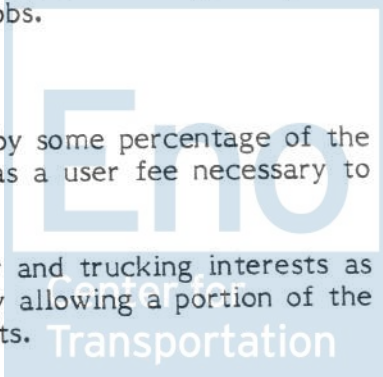 obs.
by some percentage of the
as a user fee necessary to
and trucking interests as
allowing a portion of the
ts.
Eno
Center for
Transportation